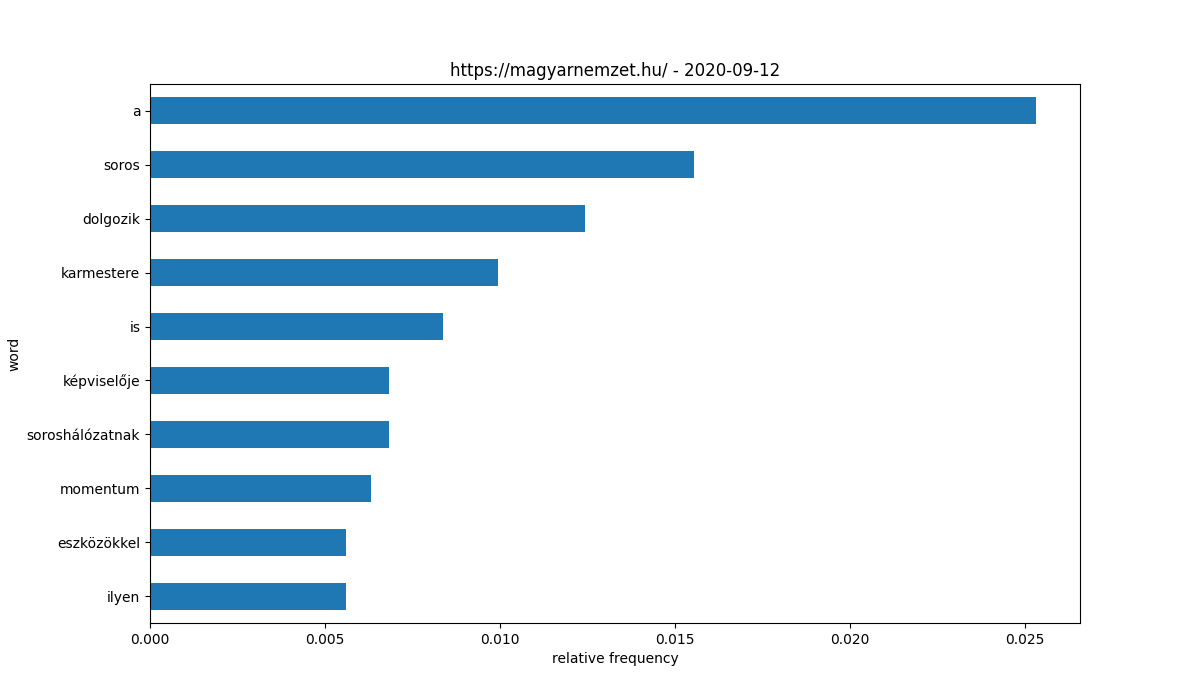 https://magyarnemzet.hu/ - 2020-09-12
a
soros
dolgozik
karmestere
is
képviselője
soroshálózatnak
momentum
eszközökkel
ilyen
word
0.000 0.005 0.010 0.015 0.020 0.025
relative frequency